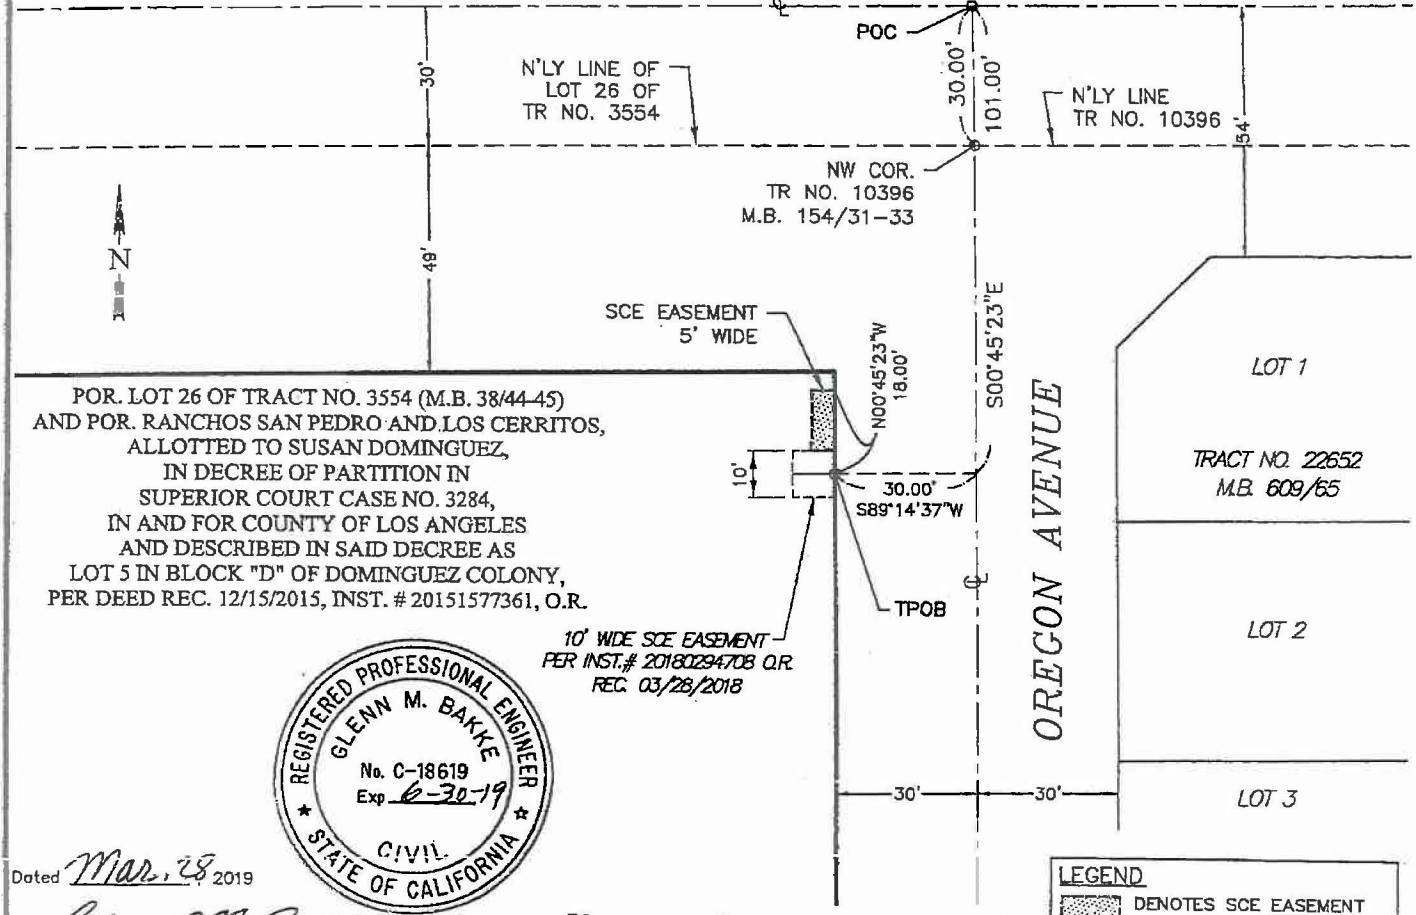 ℄
POC
30.00'
101.00'
30'
N'LY LINE OF
LOT 26 OF
TR NO. 3554
N'LY LINE
TR NO. 10396
54'
NW COR.
TR NO. 10396
M.B. 154/31-33
N
49'
SCE EASEMENT
5' WIDE
N00°45'23"W
18.00'
S00°45'23"E
LOT 1
POR. LOT 26 OF TRACT NO. 3554 (M.B. 38/44-45)
AND POR. RANCHOS SAN PEDRO AND LOS CERRITOS,
ALLOTTED TO SUSAN DOMINGUEZ,
IN DECREE OF PARTITION IN
SUPERIOR COURT CASE NO. 3284,
IN AND FOR COUNTY OF LOS ANGELES
AND DESCRIBED IN SAID DECREE AS
LOT 5 IN BLOCK "D" OF DOMINGUEZ COLONY,
PER DEED REC. 12/15/2015, INST. # 20151577361, O.R.
10'
30.00'
S89°14'37"W
TRACT NO. 22652
M.B. 609/65
OREGON AVENUE
℄
TPOB
LOT 2
10' WIDE SCE EASEMENT
PER INST.# 20180294708 O.R.
REC. 03/28/2018
REGISTERED PROFESSIONAL ENGINEER
GLENN M. BAKKE
No. C-18619
Exp 6-30-19
CIVIL
STATE OF CALIFORNIA
30'
30'
LOT 3
Dated Mar. 28 2019
LEGEND
DENOTES SCE EASEMENT